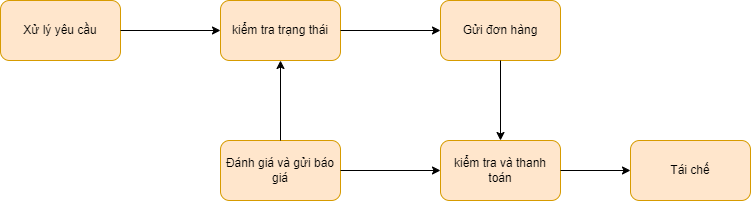 Xử lý yêu cầu
kiểm tra trạng thái
Gửi đơn hàng
Đánh giá và gửi báo
giá
kiểm tra và thanh
toán
Tái chế